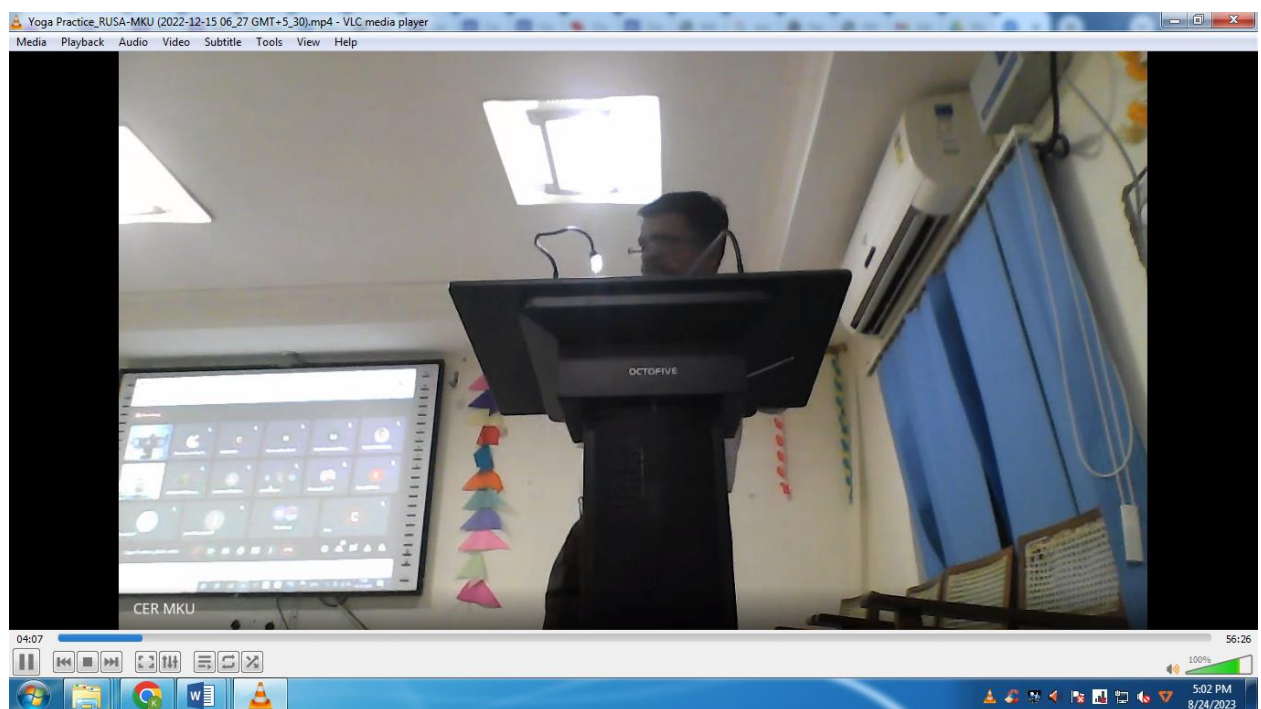 Yoga Practice_RUSA-MKU (2022-12-15 06_27 GMT+5_30).mp4 - VLC media player
Media Playback Audio Video Subtitle Tools View Help
OCTOFIVE
CER MKU
04:07
56:26
100%
5:02 PM
8/24/2023